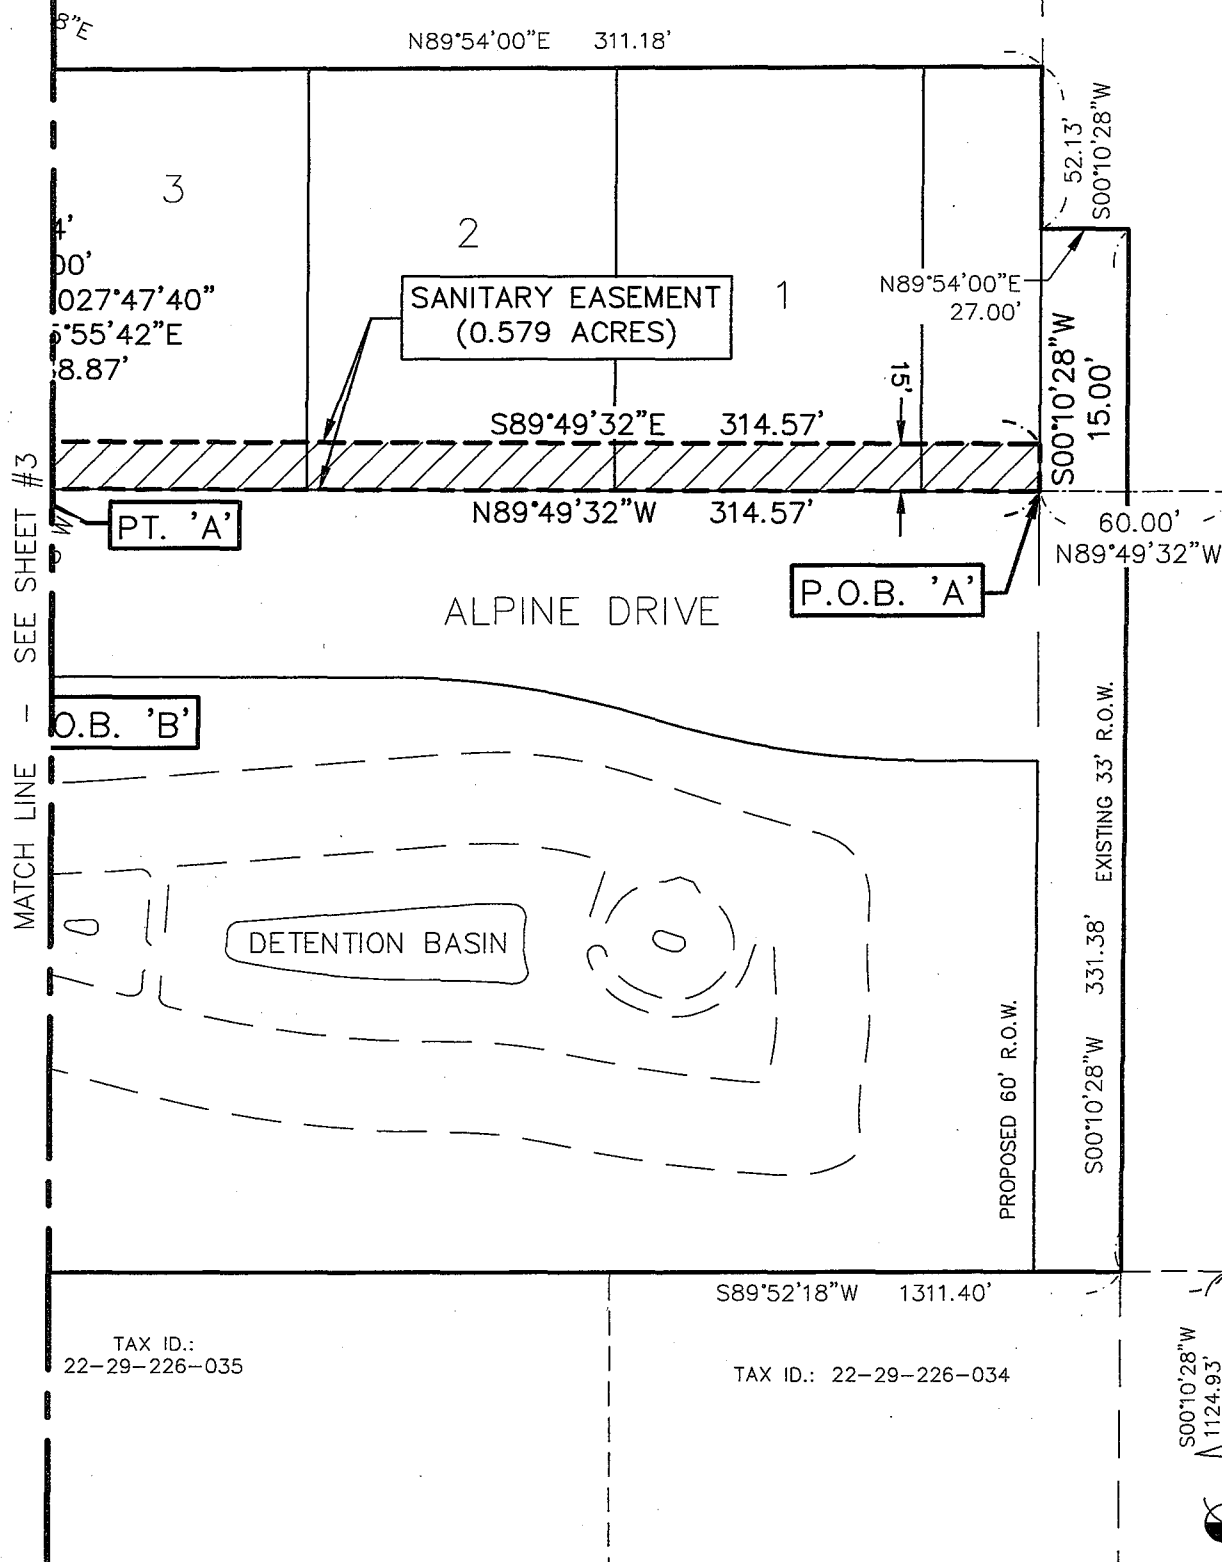 8"E
N89°54'00"E 311.18'
52.13'
S00°10'28"W
3
2
1
4'
00'
027°47'40"
5°55'42"E
8.87'
SANITARY EASEMENT
(0.579 ACRES)
N89°54'00"E
27.00'
S00°10'28"W
15.00'
15'
S89°49'32"E 314.57'
N89°49'32"W 314.57'
PT. 'A'
60.00'
N89°49'32"W
P.O.B. 'A'
ALPINE DRIVE
MATCH LINE - SEE SHEET #3
O.B. 'B'
DETENTION BASIN
EXISTING 33' R.O.W.
S00°10'28"W 331.38'
PROPOSED 60' R.O.W.
S89°52'18"W 1311.40'
TAX ID.:
22-29-226-035
TAX ID.: 22-29-226-034
S00°10'28"W
1124.93'